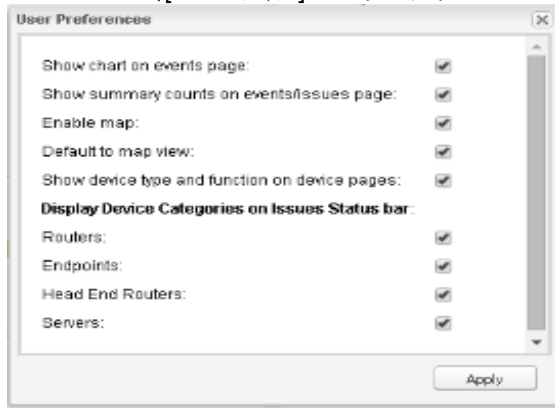 User Preferences
Show chart on events page:
Show summary counts on events/issues page:
Enable map:
Default to map view:
Show device type and function on device pages:
Display Device Categories on Issues Status bar:
Routers:
Endpoints:
Head End Routers:
Servers:
Apply